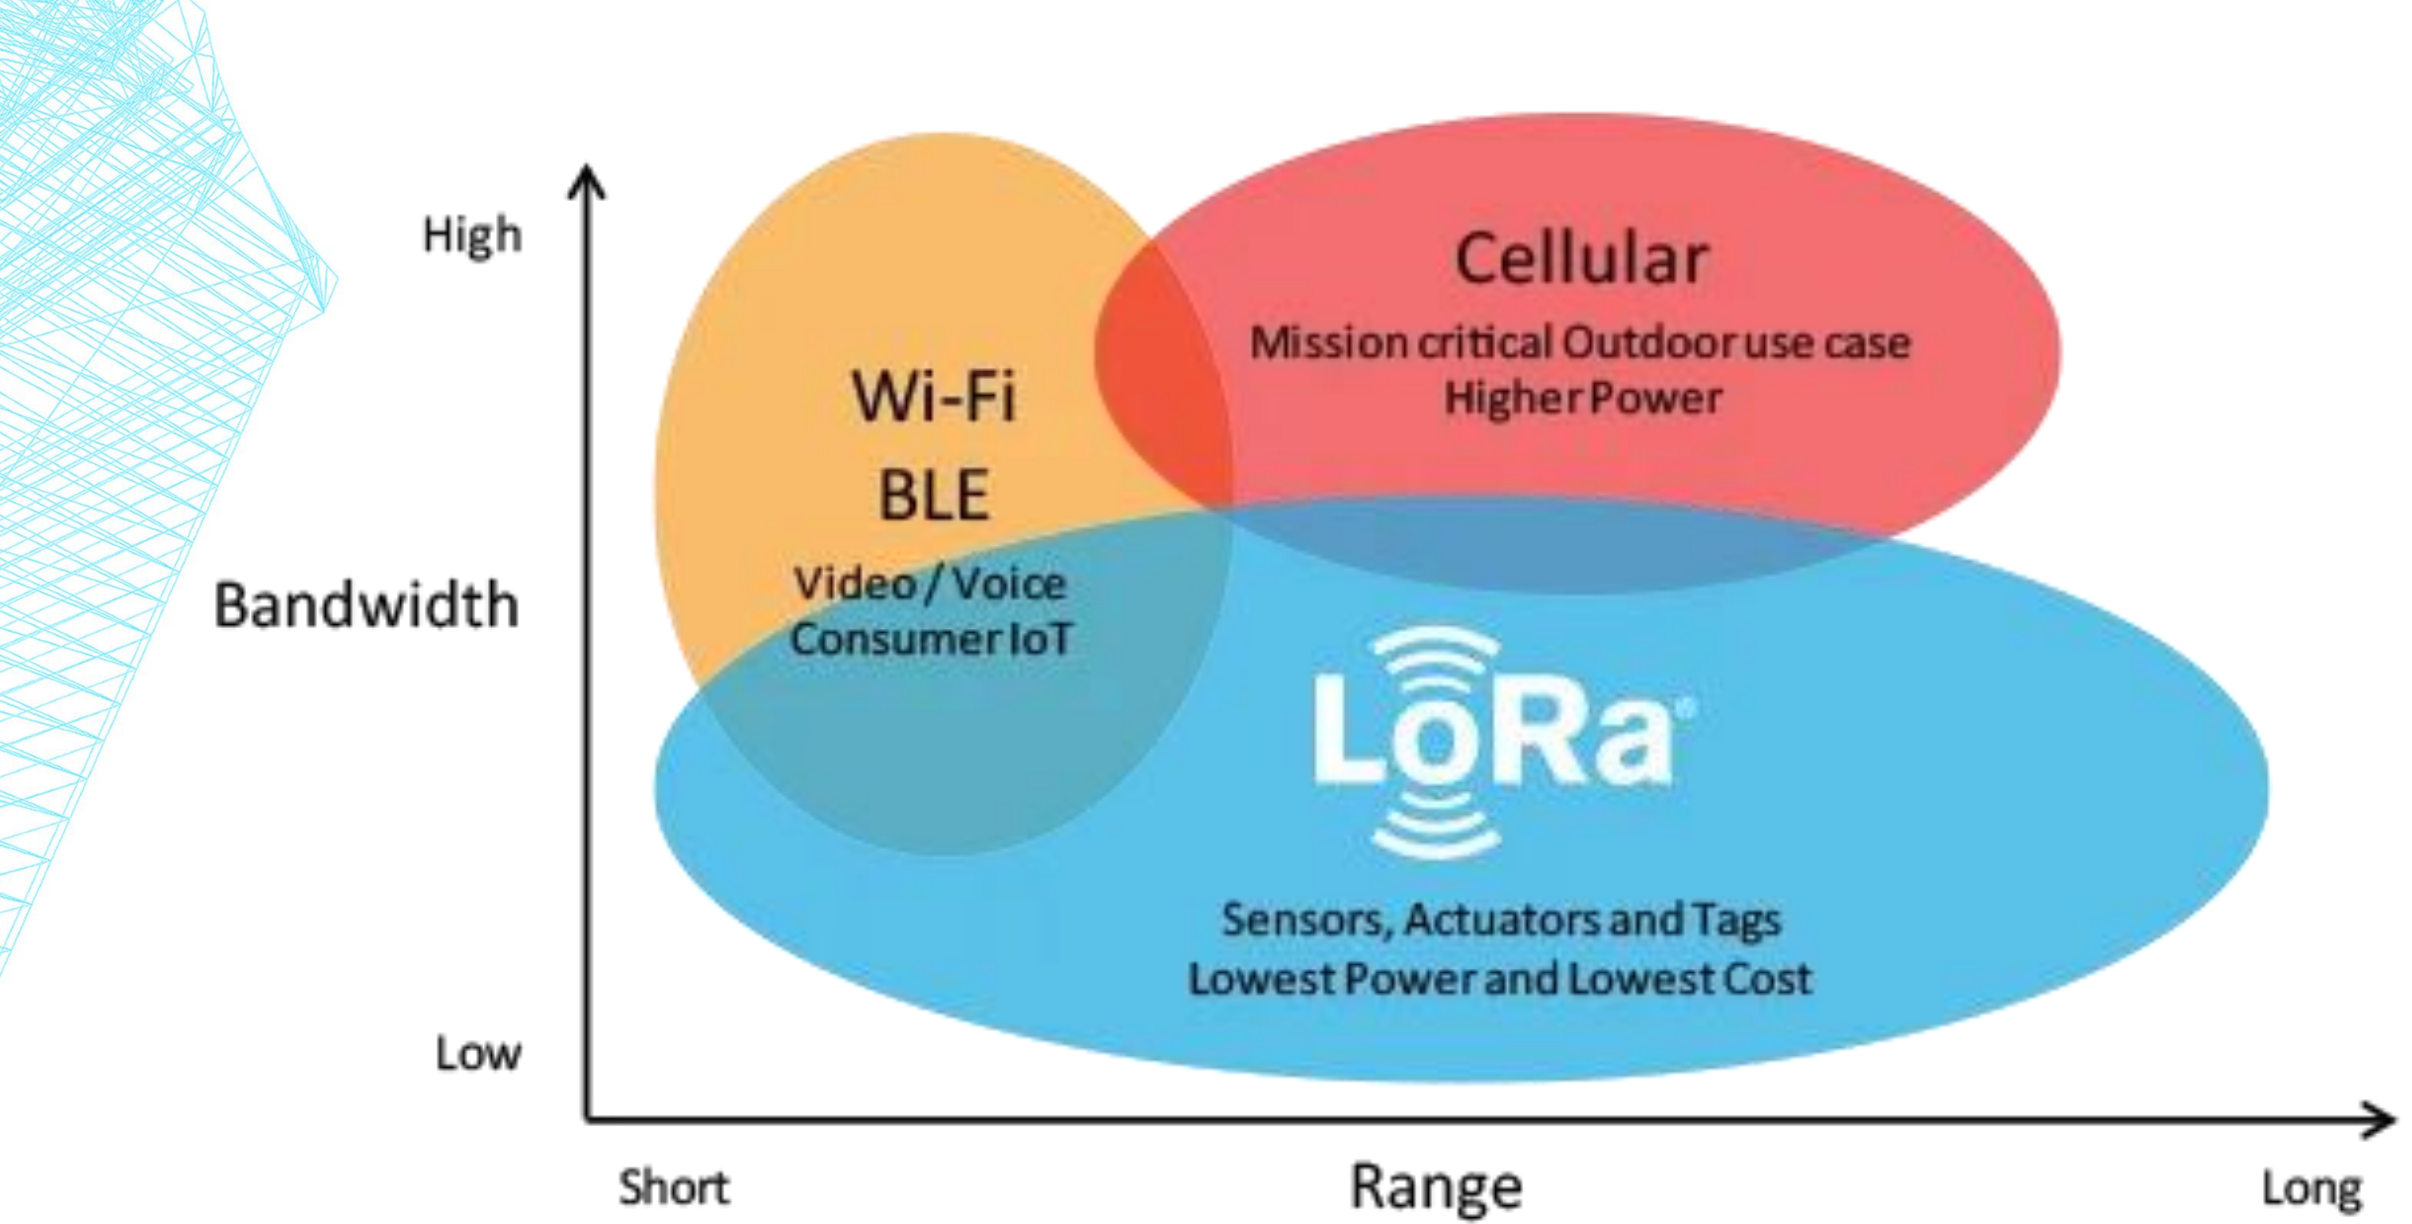 High
Bandwidth
Low
Wi-Fi
BLE
Video / Voice
Consumer IoT
Cellular
Mission critical Outdoor use case
Higher Power
LoRa®
Sensors, Actuators and Tags
Lowest Power and Lowest Cost
Short
Range
Long